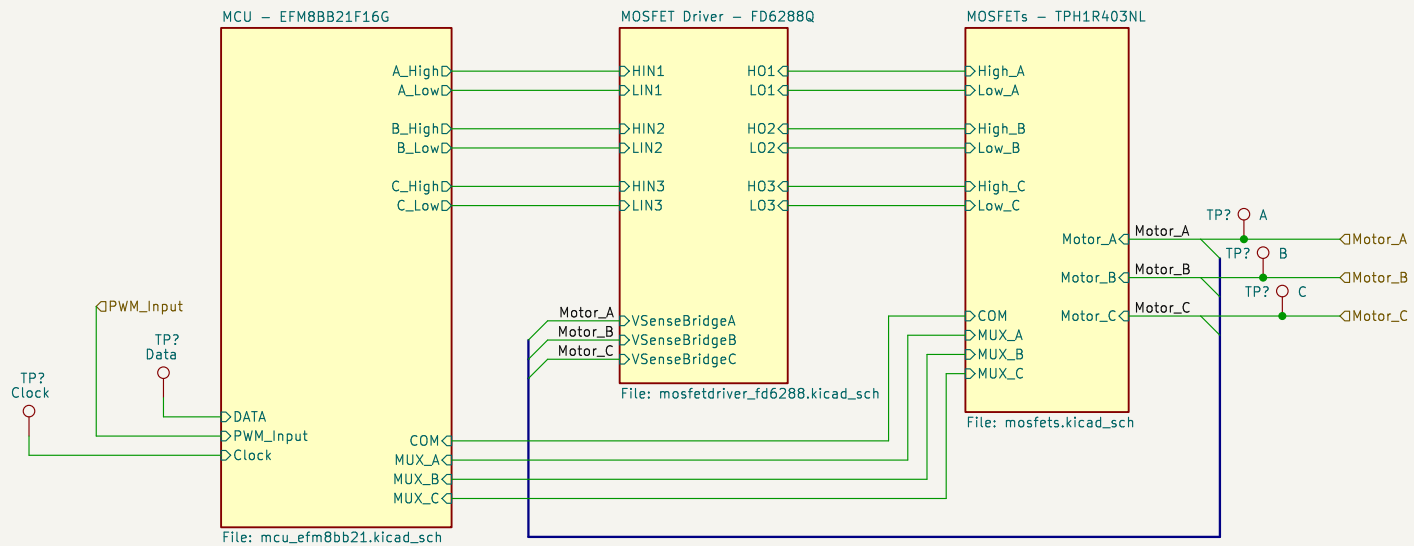 MCU - EFM8BB21F16G
A_High
A_Low
B_High
B_Low
C_High
C_Low
PWM_Input
TP?
Data
TP?
Clock
DATA
PWM_Input
Clock
COM
MUX_A
MUX_B
MUX_C
File: mcu_efm8bb21.kicad_sch
MOSFET Driver - FD6288Q
HIN1
LIN1
HIN2
LIN2
HIN3
LIN3
HO1
LO1
HO2
LO2
HO3
LO3
Motor_A
Motor_B
Motor_C
VSenseBridgeA
VSenseBridgeB
VSenseBridgeC
File: mosfetdriver_fd6288.kicad_sch
MOSFETs - TPH1R403NL
High_A
Low_A
High_B
Low_B
High_C
Low_C
Motor_A
Motor_B
Motor_C
COM
MUX_A
MUX_B
MUX_C
File: mosfets.kicad_sch
Motor_A
Motor_B
Motor_C
TP? A
TP? B
TP? C
Motor_A
Motor_B
Motor_C